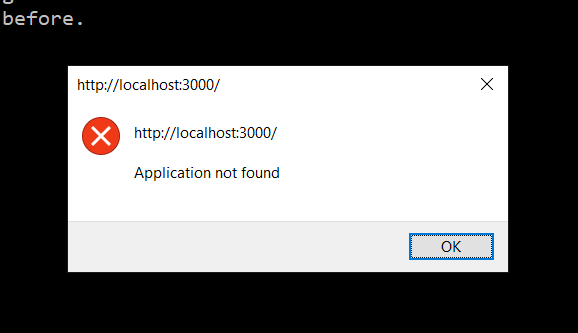 before.
http://localhost:3000/
http://localhost:3000/
Application not found
OK